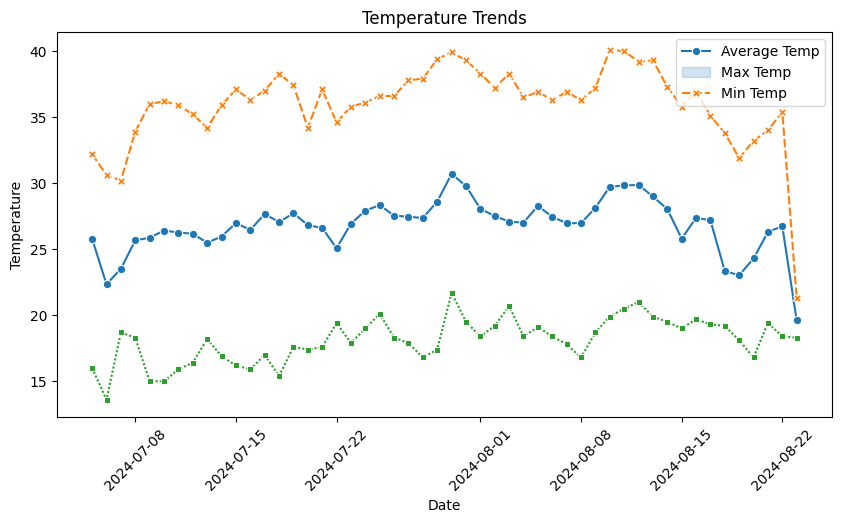 Temperature Trends
Average Temp
Max Temp
Min Temp
Temperature
40
35
30
25
20
15
2024-07-08
2024-07-15
2024-07-22
2024-08-01
2024-08-08
2024-08-15
2024-08-22
Date